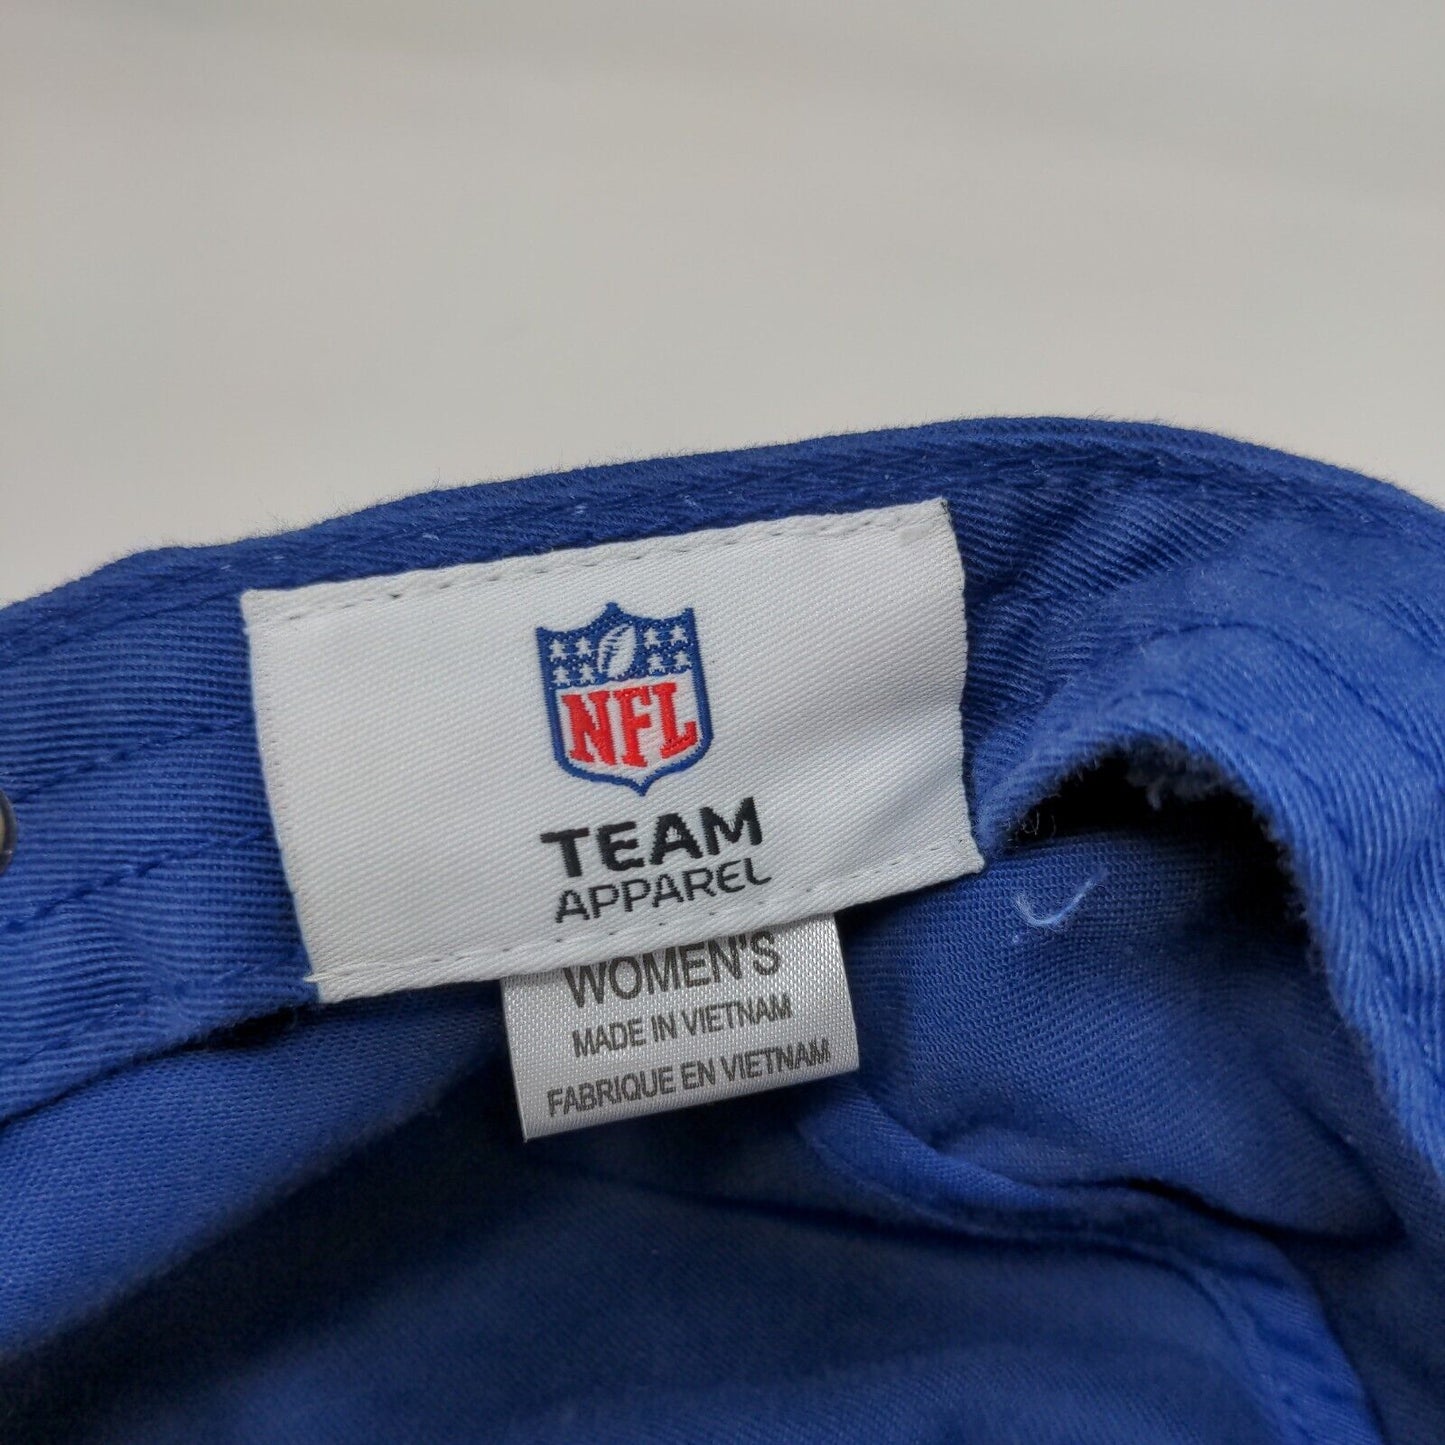 NFL
TEAM
APPAREL
WOMEN'S
MADE IN VIETNAM
FABRIQUE EN VIETNAM